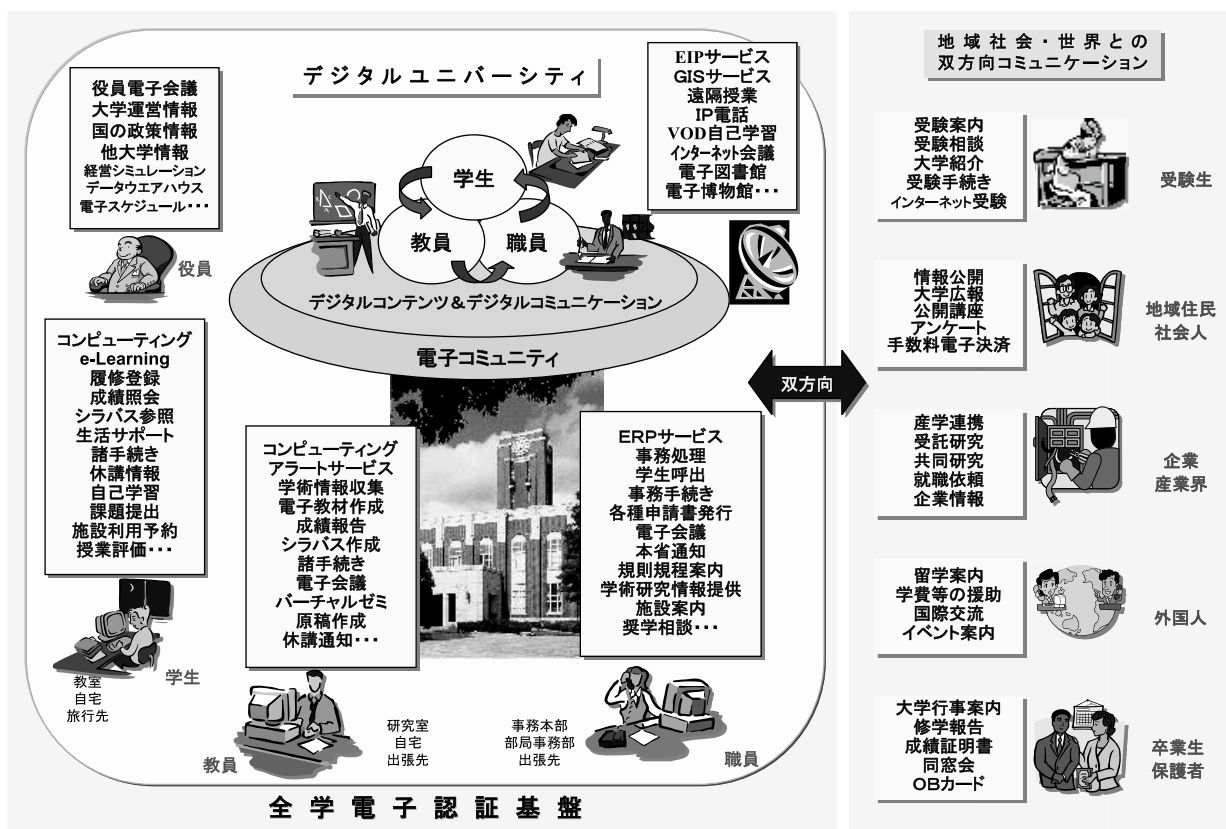 デジタルユニバーシティ
役員電子会議
大学運営情報
国の政策情報
他大学情報
経営シミュレーション
データウエアハウス
電子スケジュール・・・
役員
EIPサービス
GISサービス
遠隔授業
IP電話
VOD自己学習
インターネット会議
電子図書館
電子博物館・・・
学生
教員
職員
デジタルコンテンツ&デジタルコミュニケーション
電子コミュニティ
コンピューティング
e-Learning
履修登録
成績照会
シラバス参照
生活サポート
諸手続き
休講情報
自己学習
課題提出
施設利用予約
授業評価・・・
学生
教室
自宅
旅行先
コンピューティング
アラートサービス
学術情報収集
電子教材作成
成績報告
シラバス作成
諸手続き
電子会議
バーチャルゼミ
原稿作成
休講通知・・・
教員
研究室
自宅
出張先
ERPサービス
事務処理
学生呼出
事務手続き
各種申請書発行
電子会議
本省通知
規則規程案内
学術研究情報提供
施設案内
奨学相談・・・
事務本部
部局事務部
出張先
職員
全学電子認証基盤
双方向
地域社会・世界との
双方向コミュニケーション
受験案内
受験相談
大学紹介
受験手続き
インターネット受験
受験生
情報公開
大学広報
公開講座
アンケート
手数料電子決済
地域住民
社会人
産学連携
受託研究
共同研究
就職依頼
企業情報
企業
産業界
留学案内
学費等の援助
国際交流
イベント案内
外国人
大学行事案内
修学報告
成績証明書
同窓会
OBカード
卒業生
保護者